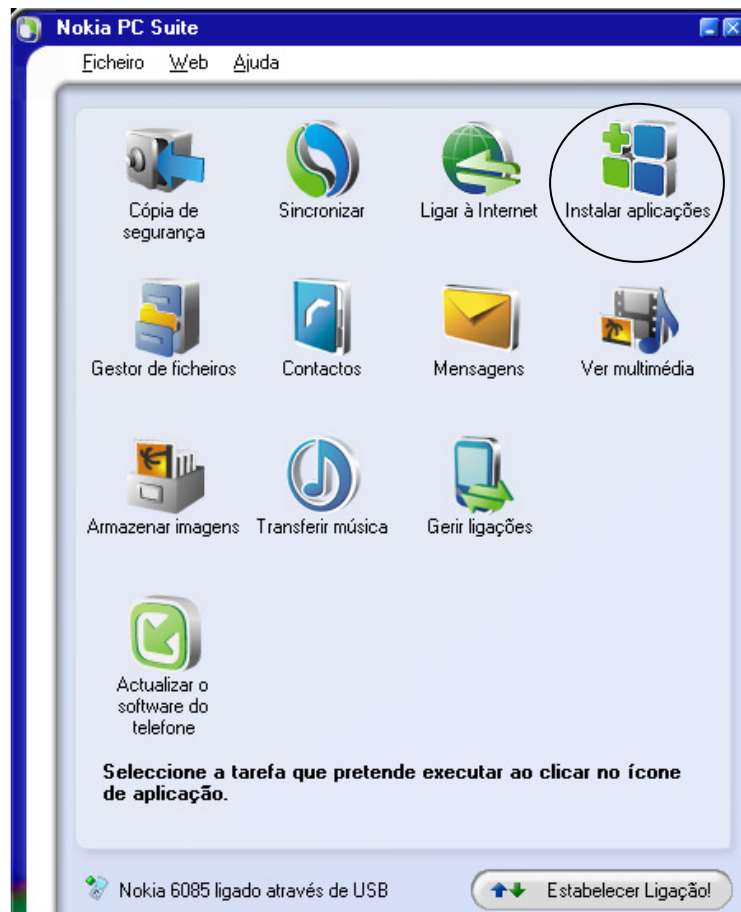 Nokia PC Suite
Ficheiro Web Ajuda
Cópia de
segurança
Sincronizar
Ligar à Internet
Instalar aplicações
Gestor de ficheiros
Contactos
Mensagens
Ver multimédia
Armazenar imagens
Transferir música
Gerir ligações
Actualizar o
software do
telefone
Seleccione a tarefa que pretende executar ao clicar no ícone
de aplicação.
Nokia 6085 ligado através de USB
Estabelecer Ligação!